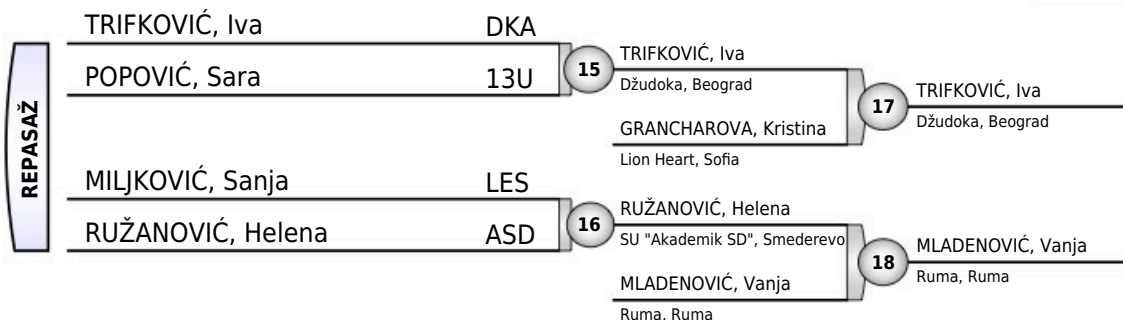 REPASAŽ
TRIFKOVIĆ, Iva DKA
POPOVIĆ, Sara 13U
MILJKOVIĆ, Sanja LES
RUŽANOVIĆ, Helena ASD
15
TRIFKOVIĆ, Iva
Džudoka, Beograd
GRANCHAROVA, Kristina
Lion Heart, Sofia
16
RUŽANOVIĆ, Helena
SU "Akademik SD", Smederevo
MLADENOVIĆ, Vanja
Ruma, Ruma
17
TRIFKOVIĆ, Iva
Džudoka, Beograd
18
MLADENOVIĆ, Vanja
Ruma, Ruma